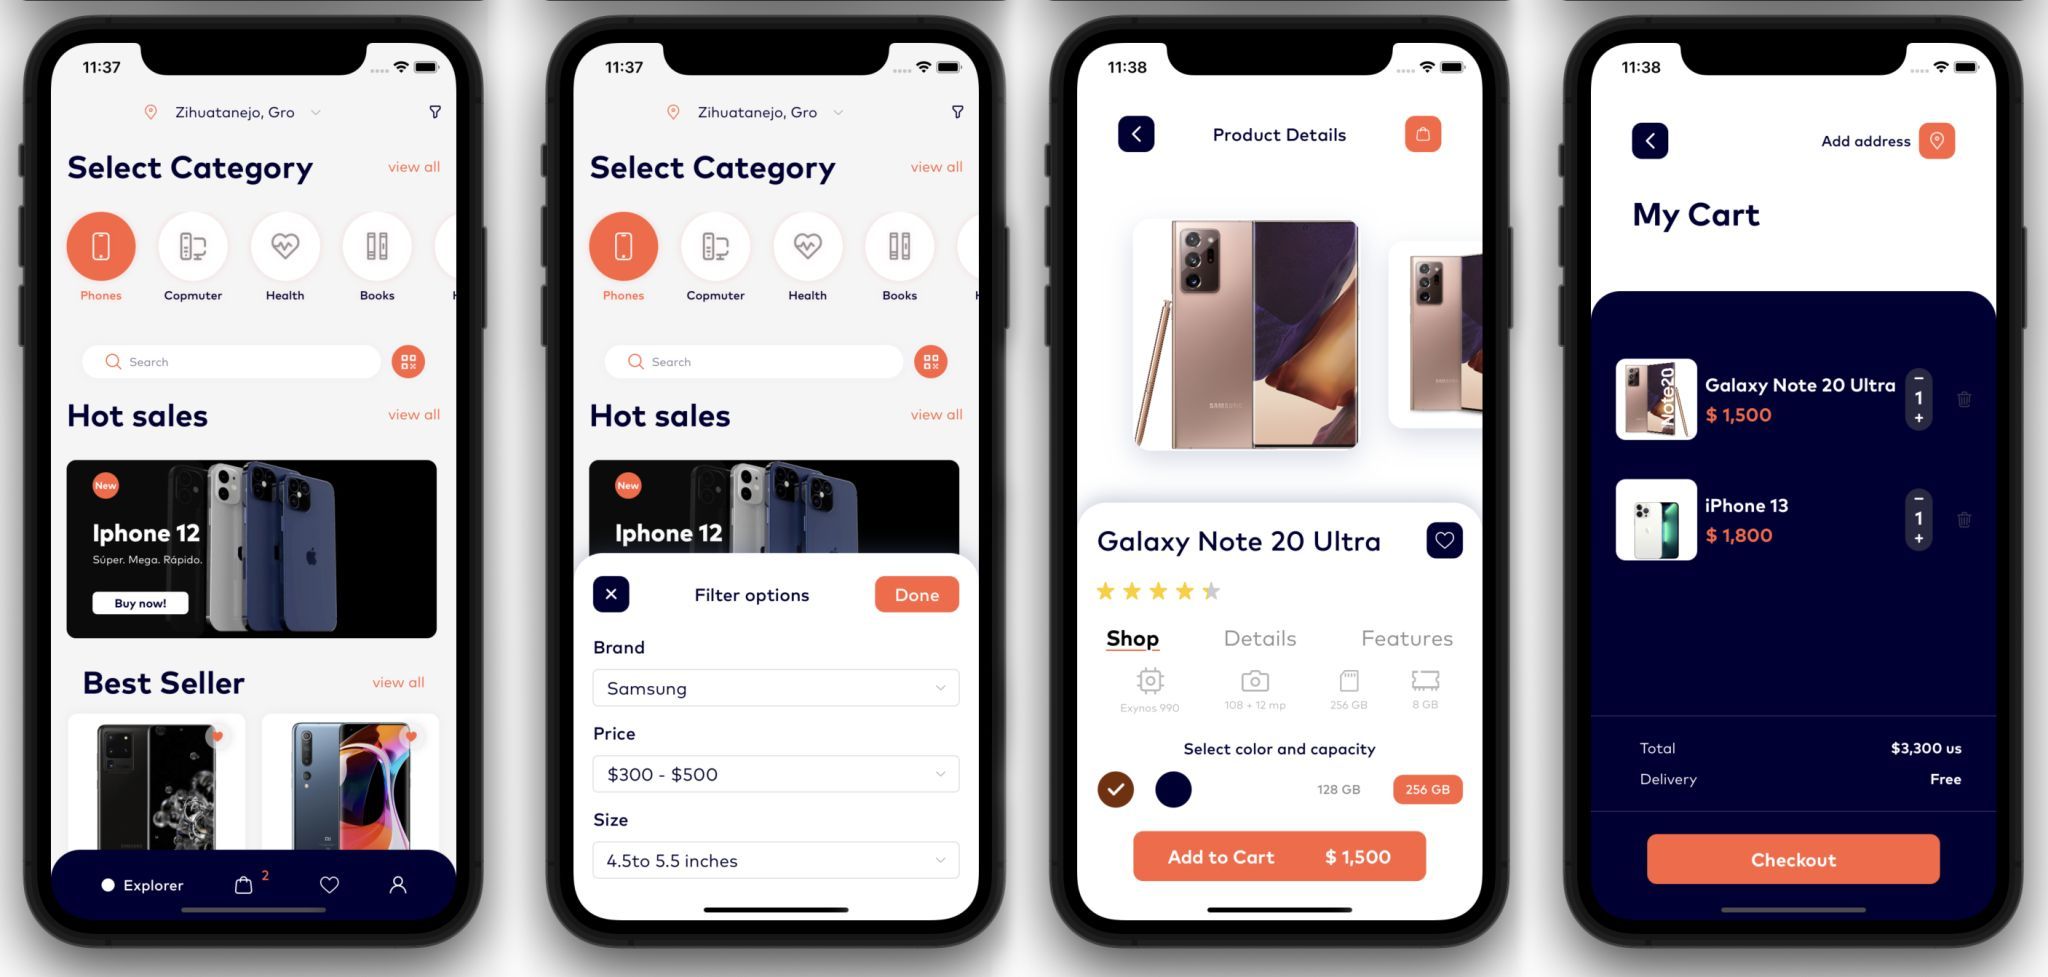 11:37
Zihuatanejo, Gro
Select Category
view all
Phones
Copmuter
Health
Books
Search
Hot sales
view all
New
Iphone 12
Súper. Mega. Rápido.
Buy now!
Best Seller
view all
Explorer
2
11:37
Zihuatanejo, Gro
Select Category
view all
Phones
Copmuter
Health
Books
Search
Hot sales
view all
New
Iphone 12
Filter options
Done
Brand
Samsung
Price
$300 - $500
Size
4.5to 5.5 inches
11:38
Product Details
SAMSUNG
Galaxy Note 20 Ultra
Shop
Details
Features
Exynos 990
108 + 12 mp
256 GB
8 GB
Select color and capacity
128 GB
256 GB
Add to Cart
$ 1,500
11:38
Add address
My Cart
Note20
Galaxy Note 20 Ultra
$ 1,500
1
iPhone 13
$ 1,800
1
Total
$3,300 us
Delivery
Free
Checkout